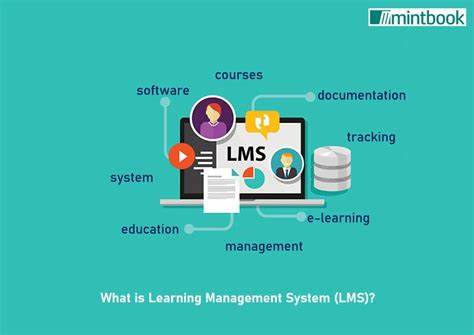 mintbook
courses
software
documentation
tracking
LMS
system
e-learning
education
management
What is Learning Management System (LMS)?